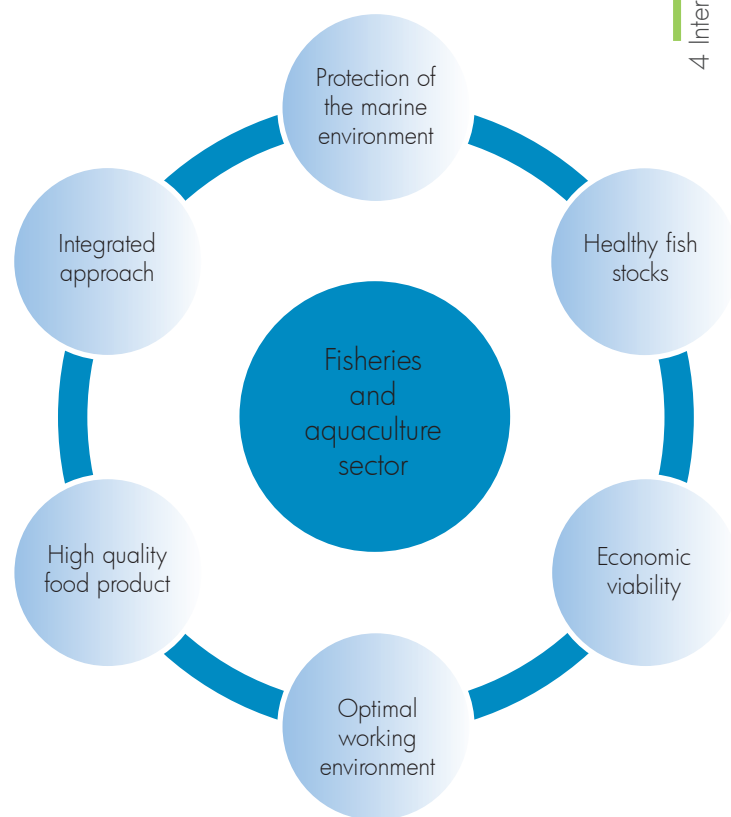 4 Inter
Protection of
the marine
environment
Healthy fish
stocks
Economic
viability
Optimal
working
environment
High quality
food product
Integrated
approach
Fisheries
and
aquaculture
sector